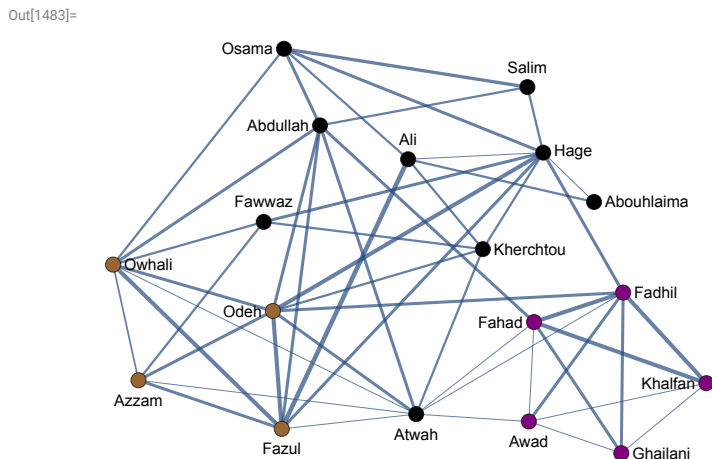 Out[1483]=
Osama
Salim
Abdullah
Ali
Hage
Fawwaz
Abouhlaima
Kherchtou
Owhali
Fadhil
Odeh
Fahad
Khalfan
Azzam
Atwah
Awad
Fazul
Ghailani